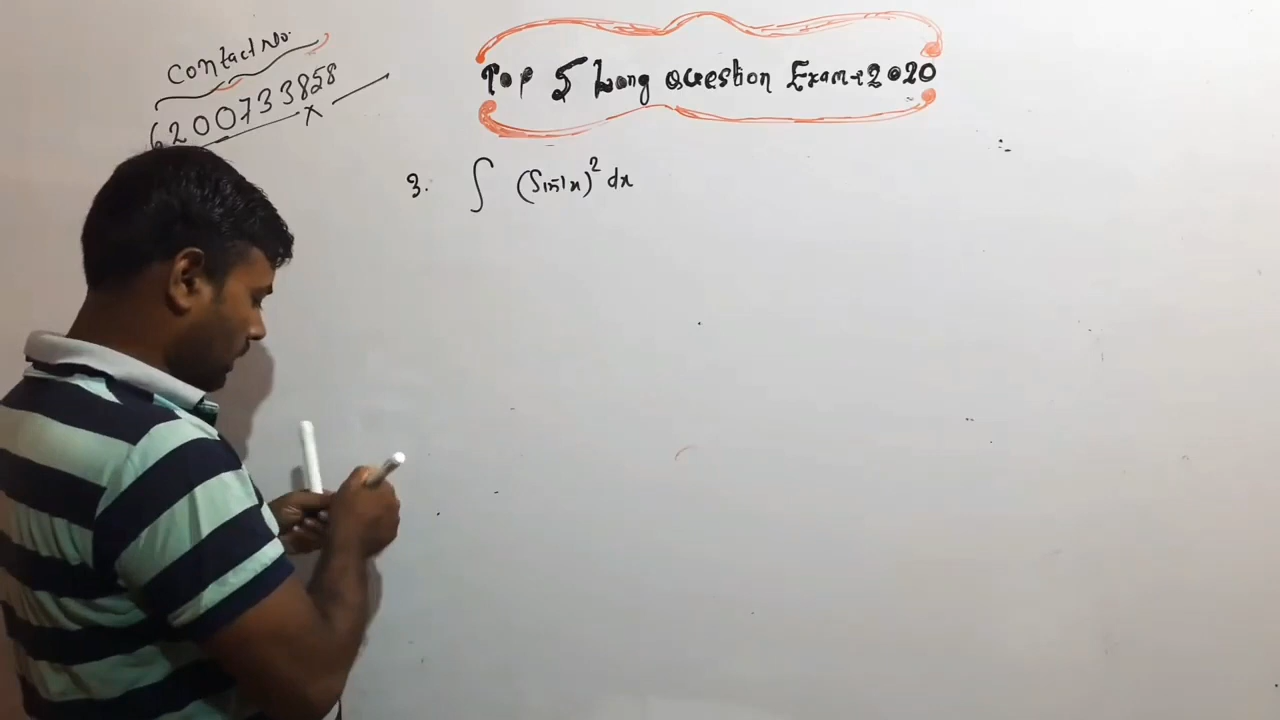 Contact No.
6200733858
Top 5 Long Question Exam-2020
3. ∫ (Sin⁻¹x)² dx